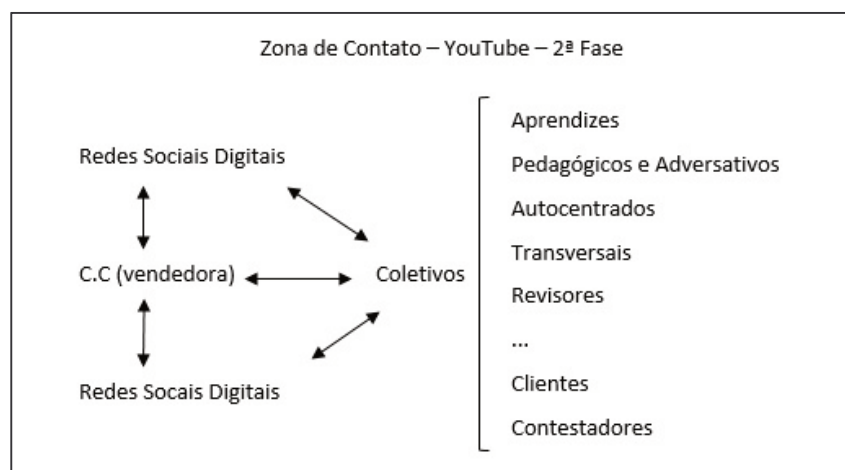 Zona de Contato – YouTube – 2ª Fase
Redes Sociais Digitais
C.C (vendedora)
Redes Socais Digitais
Coletivos
Aprendizes
Pedagógicos e Adversativos
Autocentrados
Transversais
Revisores
...
Clientes
Contestadores